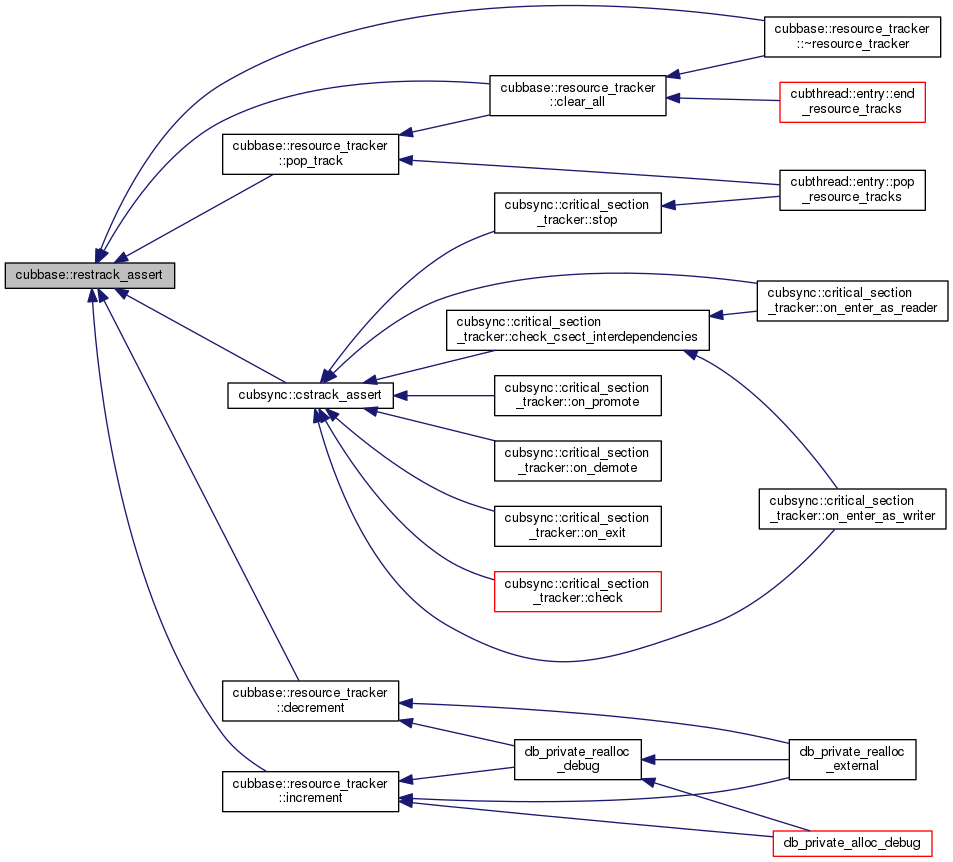 cubbase::resource_tracker
::~resource_tracker
cubbase::resource_tracker
::clear_all
cubthread::entry::end
_resource_tracks
cubbase::resource_tracker
::pop_track
cubthread::entry::pop
_resource_tracks
cubsync::critical_section
_tracker::stop
cubbase::restrack_assert
cubsync::critical_section
_tracker::on_enter_as_reader
cubsync::critical_section
_tracker::check_csect_interdependencies
cubsync::cstrack_assert
cubsync::critical_section
_tracker::on_promote
cubsync::critical_section
_tracker::on_demote
cubsync::critical_section
_tracker::on_enter_as_writer
cubsync::critical_section
_tracker::on_exit
cubsync::critical_section
_tracker::check
cubbase::resource_tracker
::decrement
db_private_realloc
_debug
db_private_realloc
_external
cubbase::resource_tracker
::increment
db_private_alloc_debug